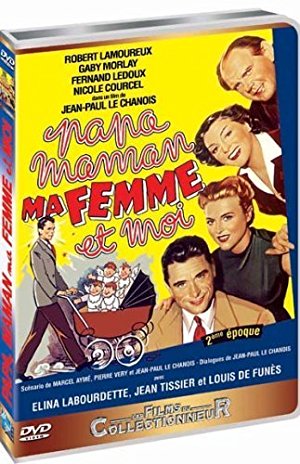 DVD
PAPA, MAMAN, MA FEMME ET MOI
ROBERT LAMOUREUX
GABY MORLAY
FERNAND LEDOUX
NICOLE COURCEL
dans un film de
JEAN-PAUL LE CHANOIS
papa
maman
MA FEMME
et moi
2ème époque
Scénario de MARCEL AYMÉ, PIERRE VERY et JEAN-PAUL LE CHANOIS - Dialogues de JEAN-PAUL LE CHANOIS
avec
ELINA LABOURDETTE, JEAN TISSIER et LOUIS DE FUNÈS
LES FILMS DU
COLLECTIONNEUR
DVD
VIDEO